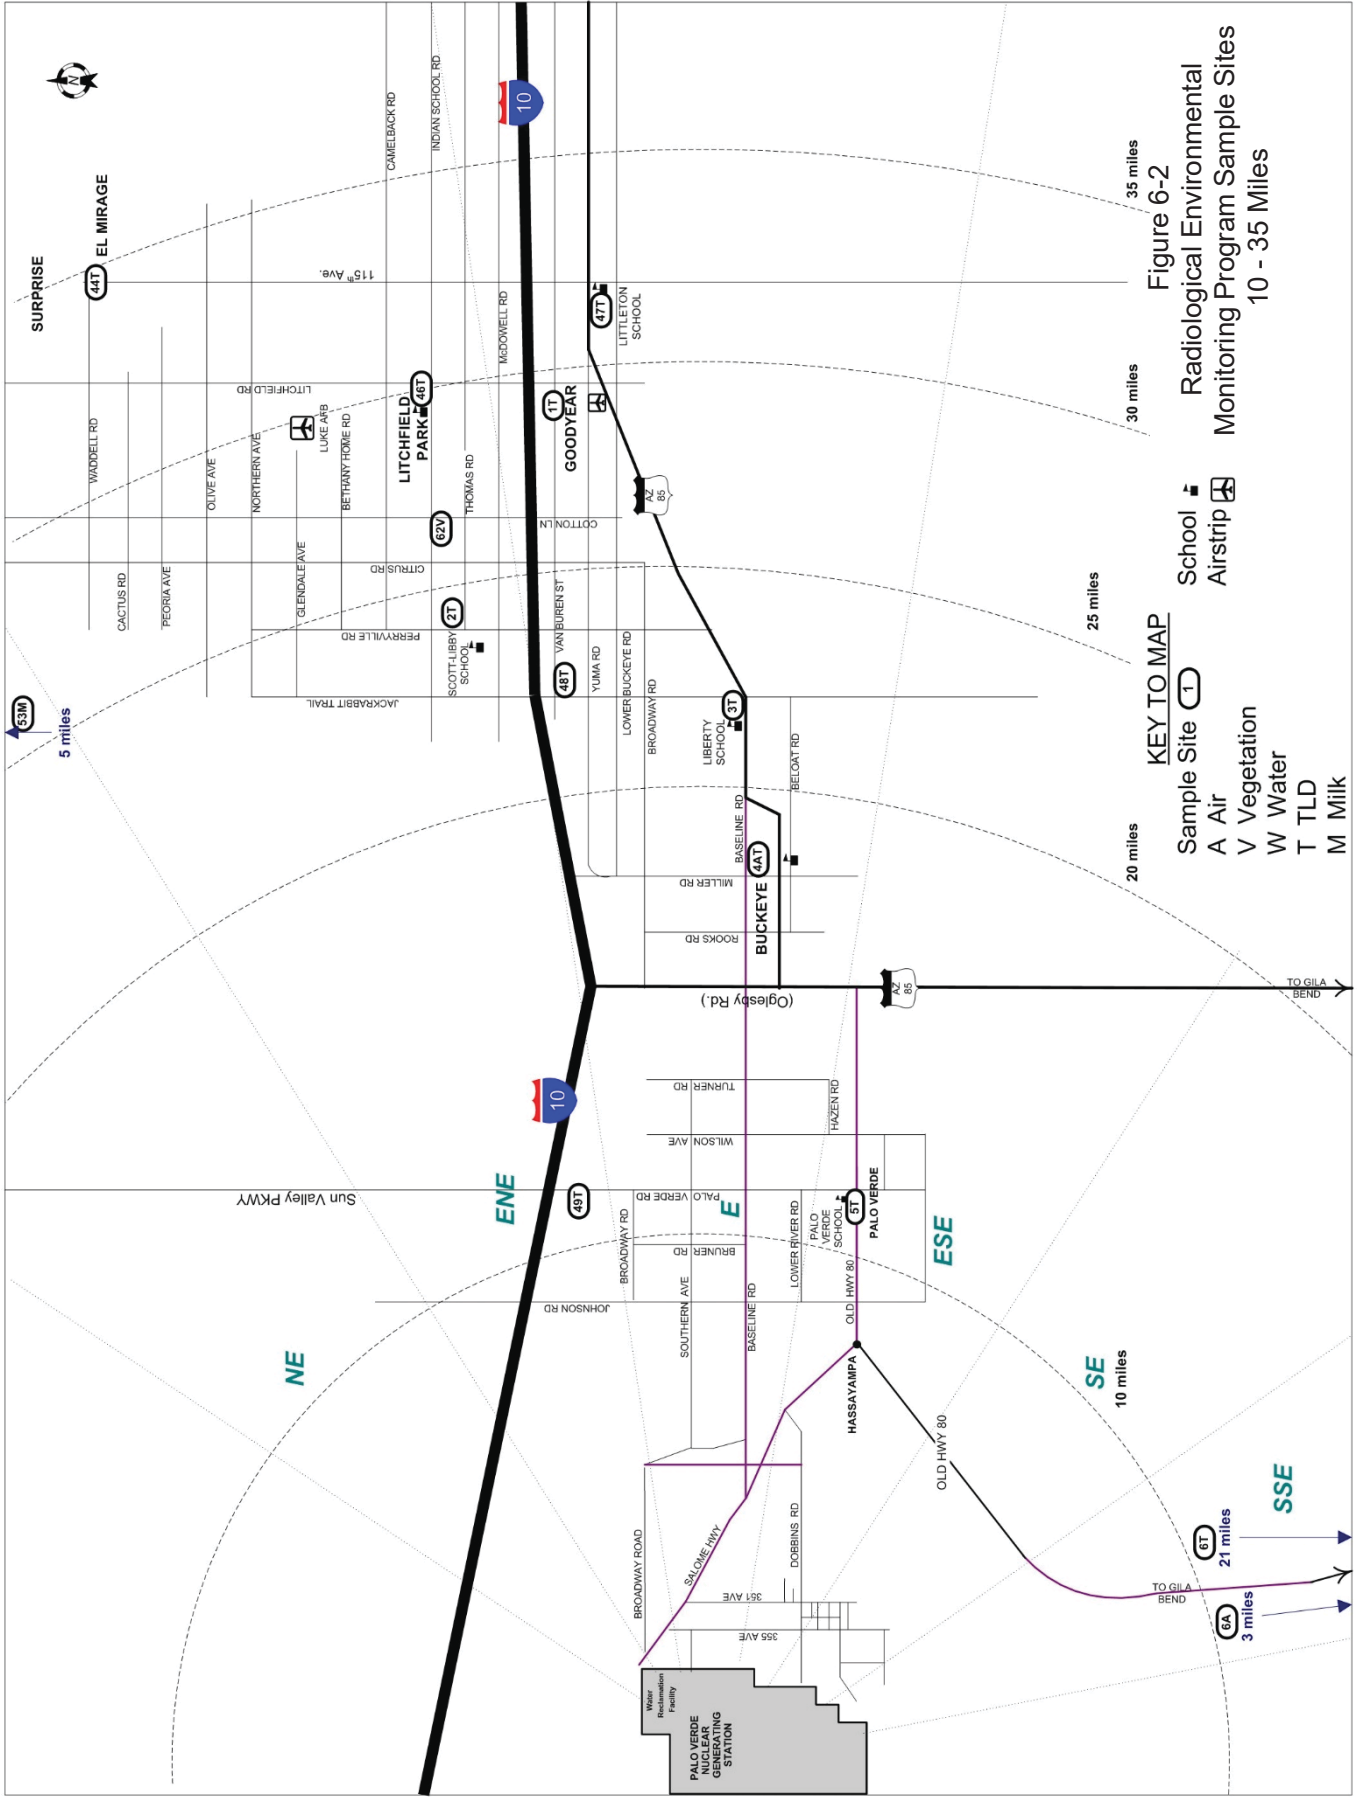 SURPRISE
44T
EL MIRAGE
N
WADDELL RD
CACTUS RD
PEORIA AVE
OLIVE AVE
NORTHERN AVE
GLENDALE AVE
BETHANY HOME RD
CAMELBACK RD
INDIAN SCHOOL RD
THOMAS RD
McDOWELL RD
VAN BUREN ST
YUMA RD
LOWER BUCKEYE RD
BROADWAY RD
115th Ave.
LITCHFIELD RD
COTTON LN
CITRUS RD
PERRYVILLE RD
JACKRABBIT TRAIL
LUKE AFB
LITCHFIELD
PARK
46T
62V
2T
SCOTT-LIBBY
SCHOOL
48T
1T
GOODYEAR
47T
LITTLETON
SCHOOL
10
AZ
85
53M
5 miles
LIBERTY
SCHOOL
3T
BELOAT RD
BASELINE RD
4AT
BUCKEYE
MILLER RD
ROOKS RD
(Oglesby Rd.)
AZ
85
TO GILA
BEND
10
Sun Valley PKWY
ENE
49T
NE
E
ESE
SE
SSE
TURNER RD
WILSON AVE
PALO VERDE RD
BRUNER RD
JOHNSON RD
BROADWAY RD
SOUTHERN AVE
BASELINE RD
LOWER RIVER RD
HAZEN RD
PALO
VERDE
SCHOOL
5T
PALO VERDE
OLD HWY 80
HASSAYAMPA
OLD HWY 80
BROADWAY ROAD
SALOME HWY
DOBBINS RD
351 AVE
355 AVE
Water
Reclamation
Facility
PALO VERDE
NUCLEAR
GENERATING
STATION
TO GILA
BEND
6T
21 miles
6A
3 miles
10 miles
20 miles
25 miles
30 miles
35 miles
KEY TO MAP
Sample Site 1
A Air
V Vegetation
W Water
T TLD
M Milk
School
Airstrip
Figure 6-2
Radiological Environmental
Monitoring Program Sample Sites
10 - 35 Miles